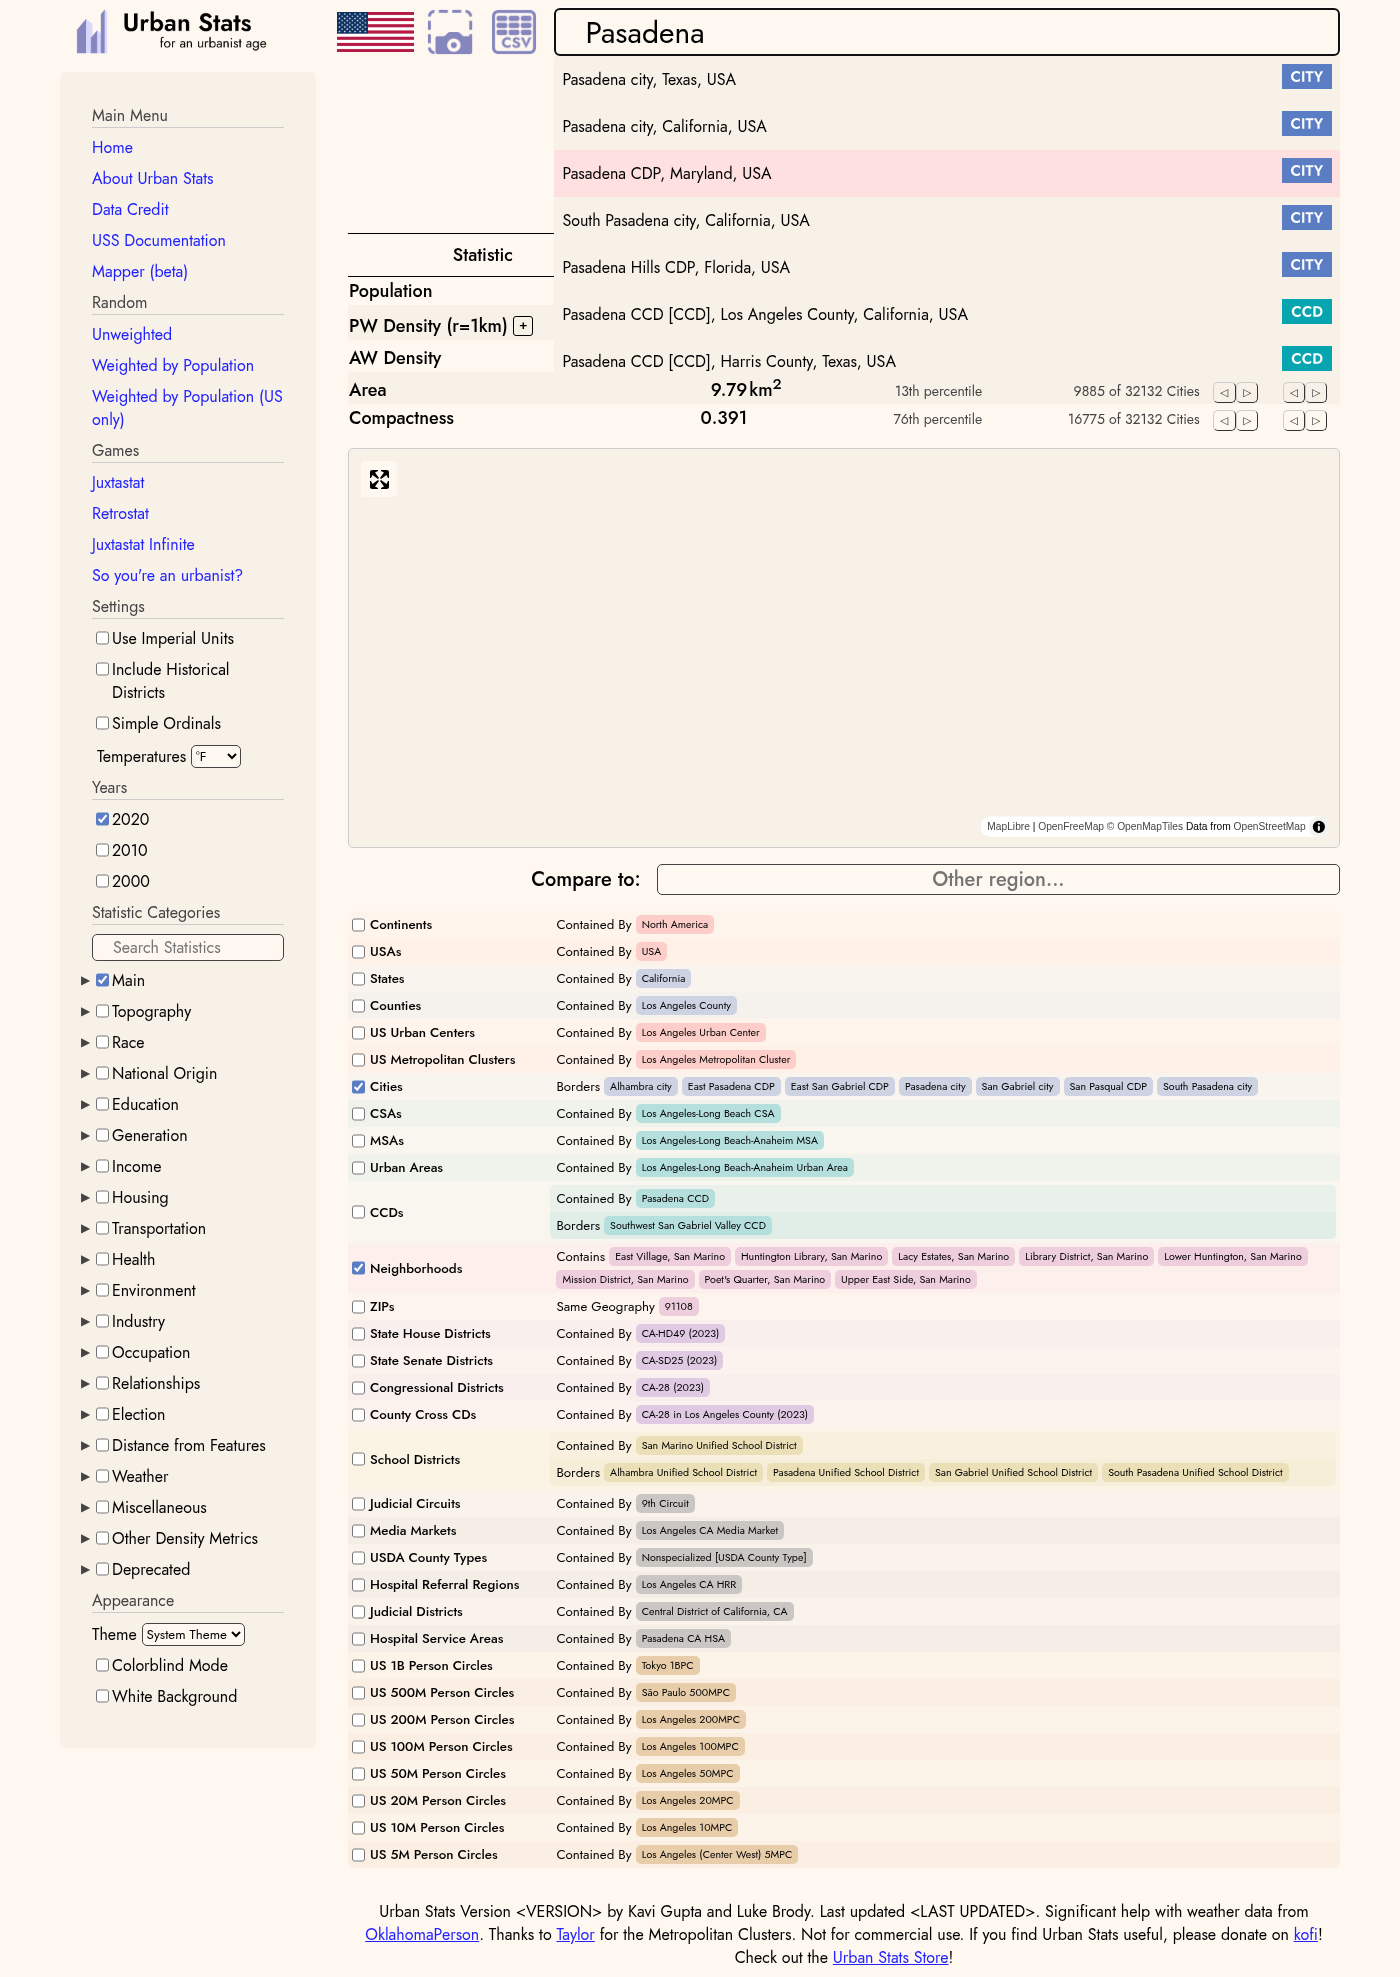 Urban Stats
for an urbanist age
CSV
Pasadena
Pasadena city, Texas, USA CITY
Pasadena city, California, USA CITY
Pasadena CDP, Maryland, USA CITY
South Pasadena city, California, USA CITY
Pasadena Hills CDP, Florida, USA CITY
Pasadena CCD [CCD], Los Angeles County, California, USA CCD
Pasadena CCD [CCD], Harris County, Texas, USA CCD
Main Menu
Home
About Urban Stats
Data Credit
USS Documentation
Mapper (beta)
Random
Unweighted
Weighted by Population
Weighted by Population (US
only)
Games
Juxtastat
Retrostat
Juxtastat Infinite
So you're an urbanist?
Settings
Use Imperial Units
Include Historical
Districts
Simple Ordinals
Temperatures °F
Years
2020
2010
2000
Statistic Categories
Search Statistics
Main
Topography
Race
National Origin
Education
Generation
Income
Housing
Transportation
Health
Environment
Industry
Occupation
Relationships
Election
Distance from Features
Weather
Miscellaneous
Other Density Metrics
Deprecated
Appearance
Theme System Theme
Colorblind Mode
White Background
Statistic
Population
PW Density (r=1km) +
AW Density
Area 9.79 km² 13th percentile 9885 of 32132 Cities
Compactness 0.391 76th percentile 16775 of 32132 Cities
MapLibre | OpenFreeMap © OpenMapTiles Data from OpenStreetMap
Compare to: Other region...
Continents Contained By North America
USAs Contained By USA
States Contained By California
Counties Contained By Los Angeles County
US Urban Centers Contained By Los Angeles Urban Center
US Metropolitan Clusters Contained By Los Angeles Metropolitan Cluster
Cities Borders Alhambra city East Pasadena CDP East San Gabriel CDP Pasadena city San Gabriel city San Pasqual CDP South Pasadena city
CSAs Contained By Los Angeles-Long Beach CSA
MSAs Contained By Los Angeles-Long Beach-Anaheim MSA
Urban Areas Contained By Los Angeles-Long Beach-Anaheim Urban Area
CCDs Contained By Pasadena CCD
Borders Southwest San Gabriel Valley CCD
Neighborhoods Contains East Village, San Marino Huntington Library, San Marino Lacy Estates, San Marino Library District, San Marino Lower Huntington, San Marino
Mission District, San Marino Poet's Quarter, San Marino Upper East Side, San Marino
ZIPs Same Geography 91108
State House Districts Contained By CA-HD49 (2023)
State Senate Districts Contained By CA-SD25 (2023)
Congressional Districts Contained By CA-28 (2023)
County Cross CDs Contained By CA-28 in Los Angeles County (2023)
School Districts Contained By San Marino Unified School District
Borders Alhambra Unified School District Pasadena Unified School District San Gabriel Unified School District South Pasadena Unified School District
Judicial Circuits Contained By 9th Circuit
Media Markets Contained By Los Angeles CA Media Market
USDA County Types Contained By Nonspecialized [USDA County Type]
Hospital Referral Regions Contained By Los Angeles CA HRR
Judicial Districts Contained By Central District of California, CA
Hospital Service Areas Contained By Pasadena CA HSA
US 1B Person Circles Contained By Tokyo 1BPC
US 500M Person Circles Contained By São Paulo 500MPC
US 200M Person Circles Contained By Los Angeles 200MPC
US 100M Person Circles Contained By Los Angeles 100MPC
US 50M Person Circles Contained By Los Angeles 50MPC
US 20M Person Circles Contained By Los Angeles 20MPC
US 10M Person Circles Contained By Los Angeles 10MPC
US 5M Person Circles Contained By Los Angeles (Center West) 5MPC
Urban Stats Version <VERSION> by Kavi Gupta and Luke Brody. Last updated <LAST UPDATED>. Significant help with weather data from
OklahomaPerson. Thanks to Taylor for the Metropolitan Clusters. Not for commercial use. If you find Urban Stats useful, please donate on kofi!
Check out the Urban Stats Store!